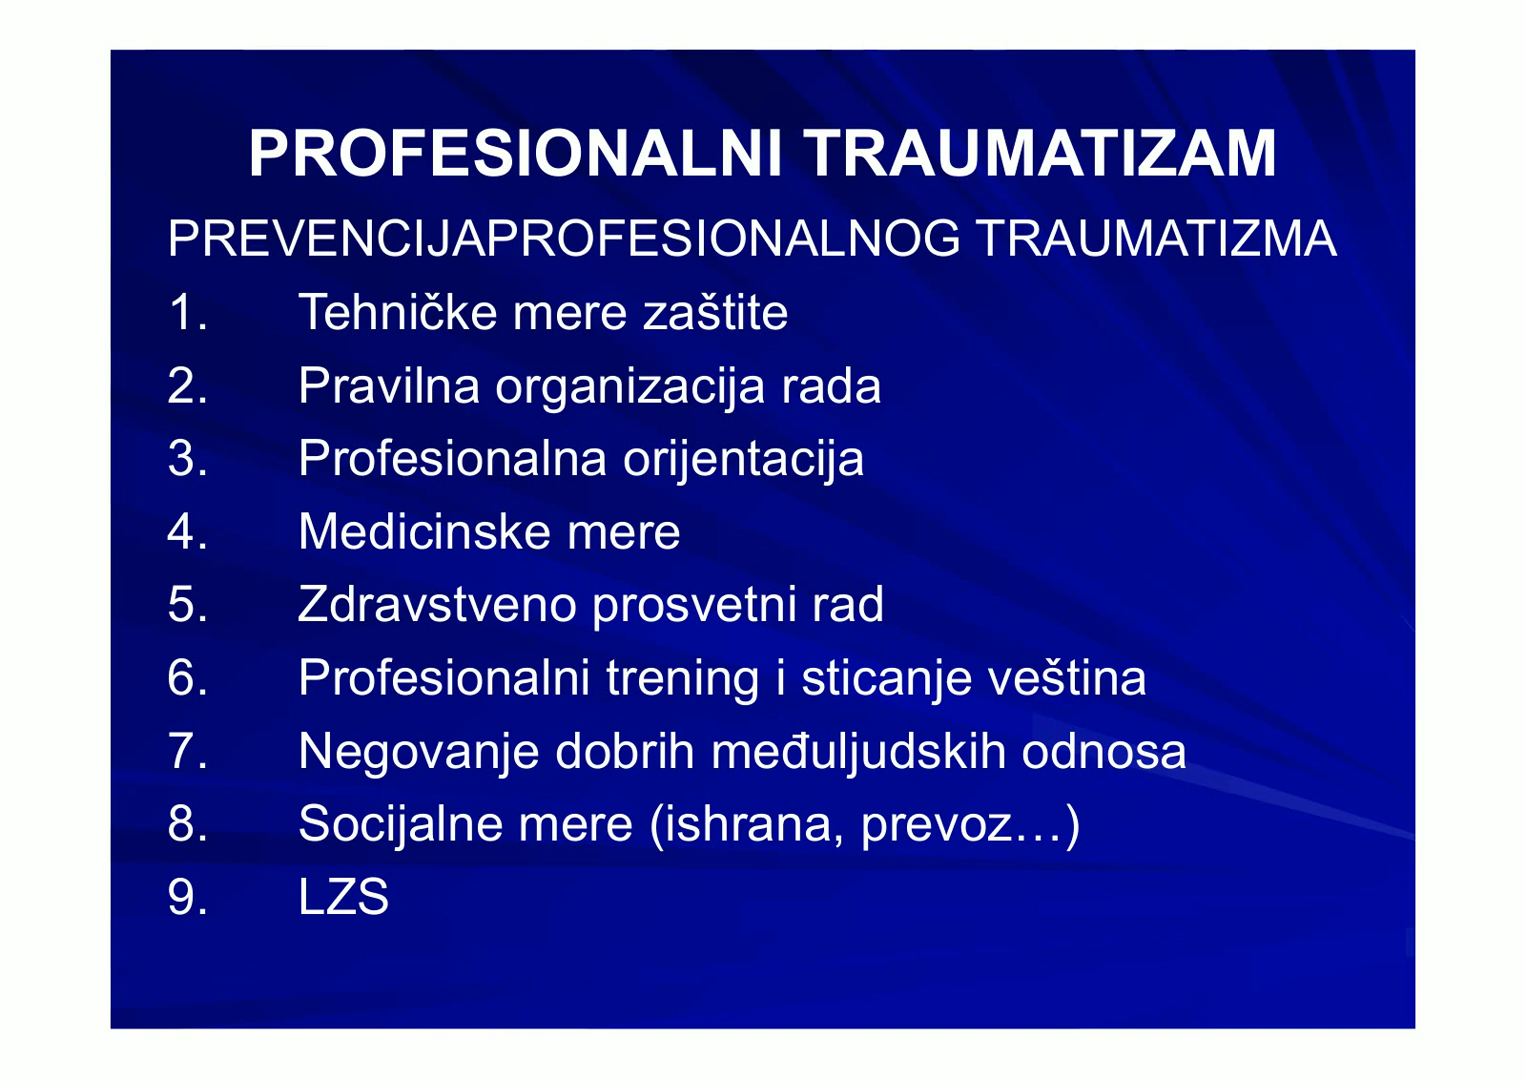 PROFESIONALNI TRAUMATIZAM
PREVENCIJAPROFESIONALNOG TRAUMATIZMA
1. Tehničke mere zaštite
2. Pravilna organizacija rada
3. Profesionalna orijentacija
4. Medicinske mere
5. Zdravstveno prosvetni rad
6. Profesionalni trening i sticanje veština
7. Negovanje dobrih međuljudskih odnosa
8. Socijalne mere (ishrana, prevoz…)
9. LZS